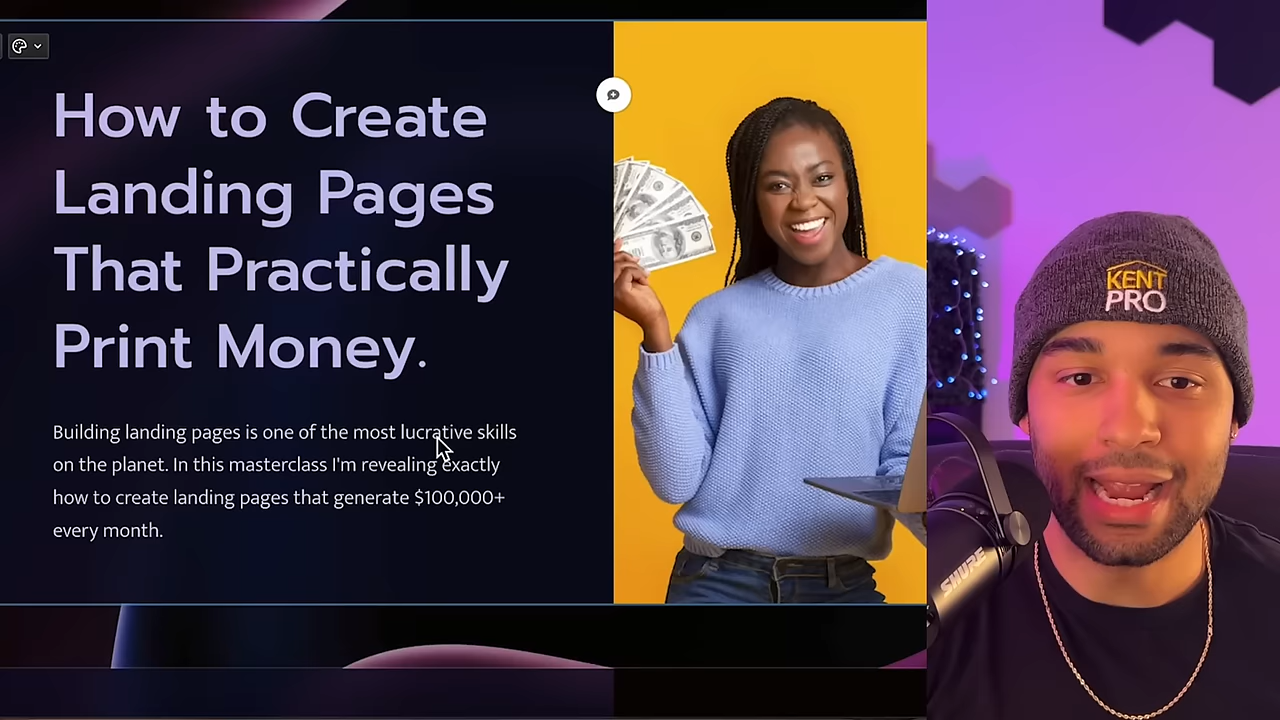 How to Create
Landing Pages
That Practically
Print Money.
Building landing pages is one of the most lucrative skills
on the planet. In this masterclass I'm revealing exactly
how to create landing pages that generate $100,000+
every month.
KENT
PRO
SHURE